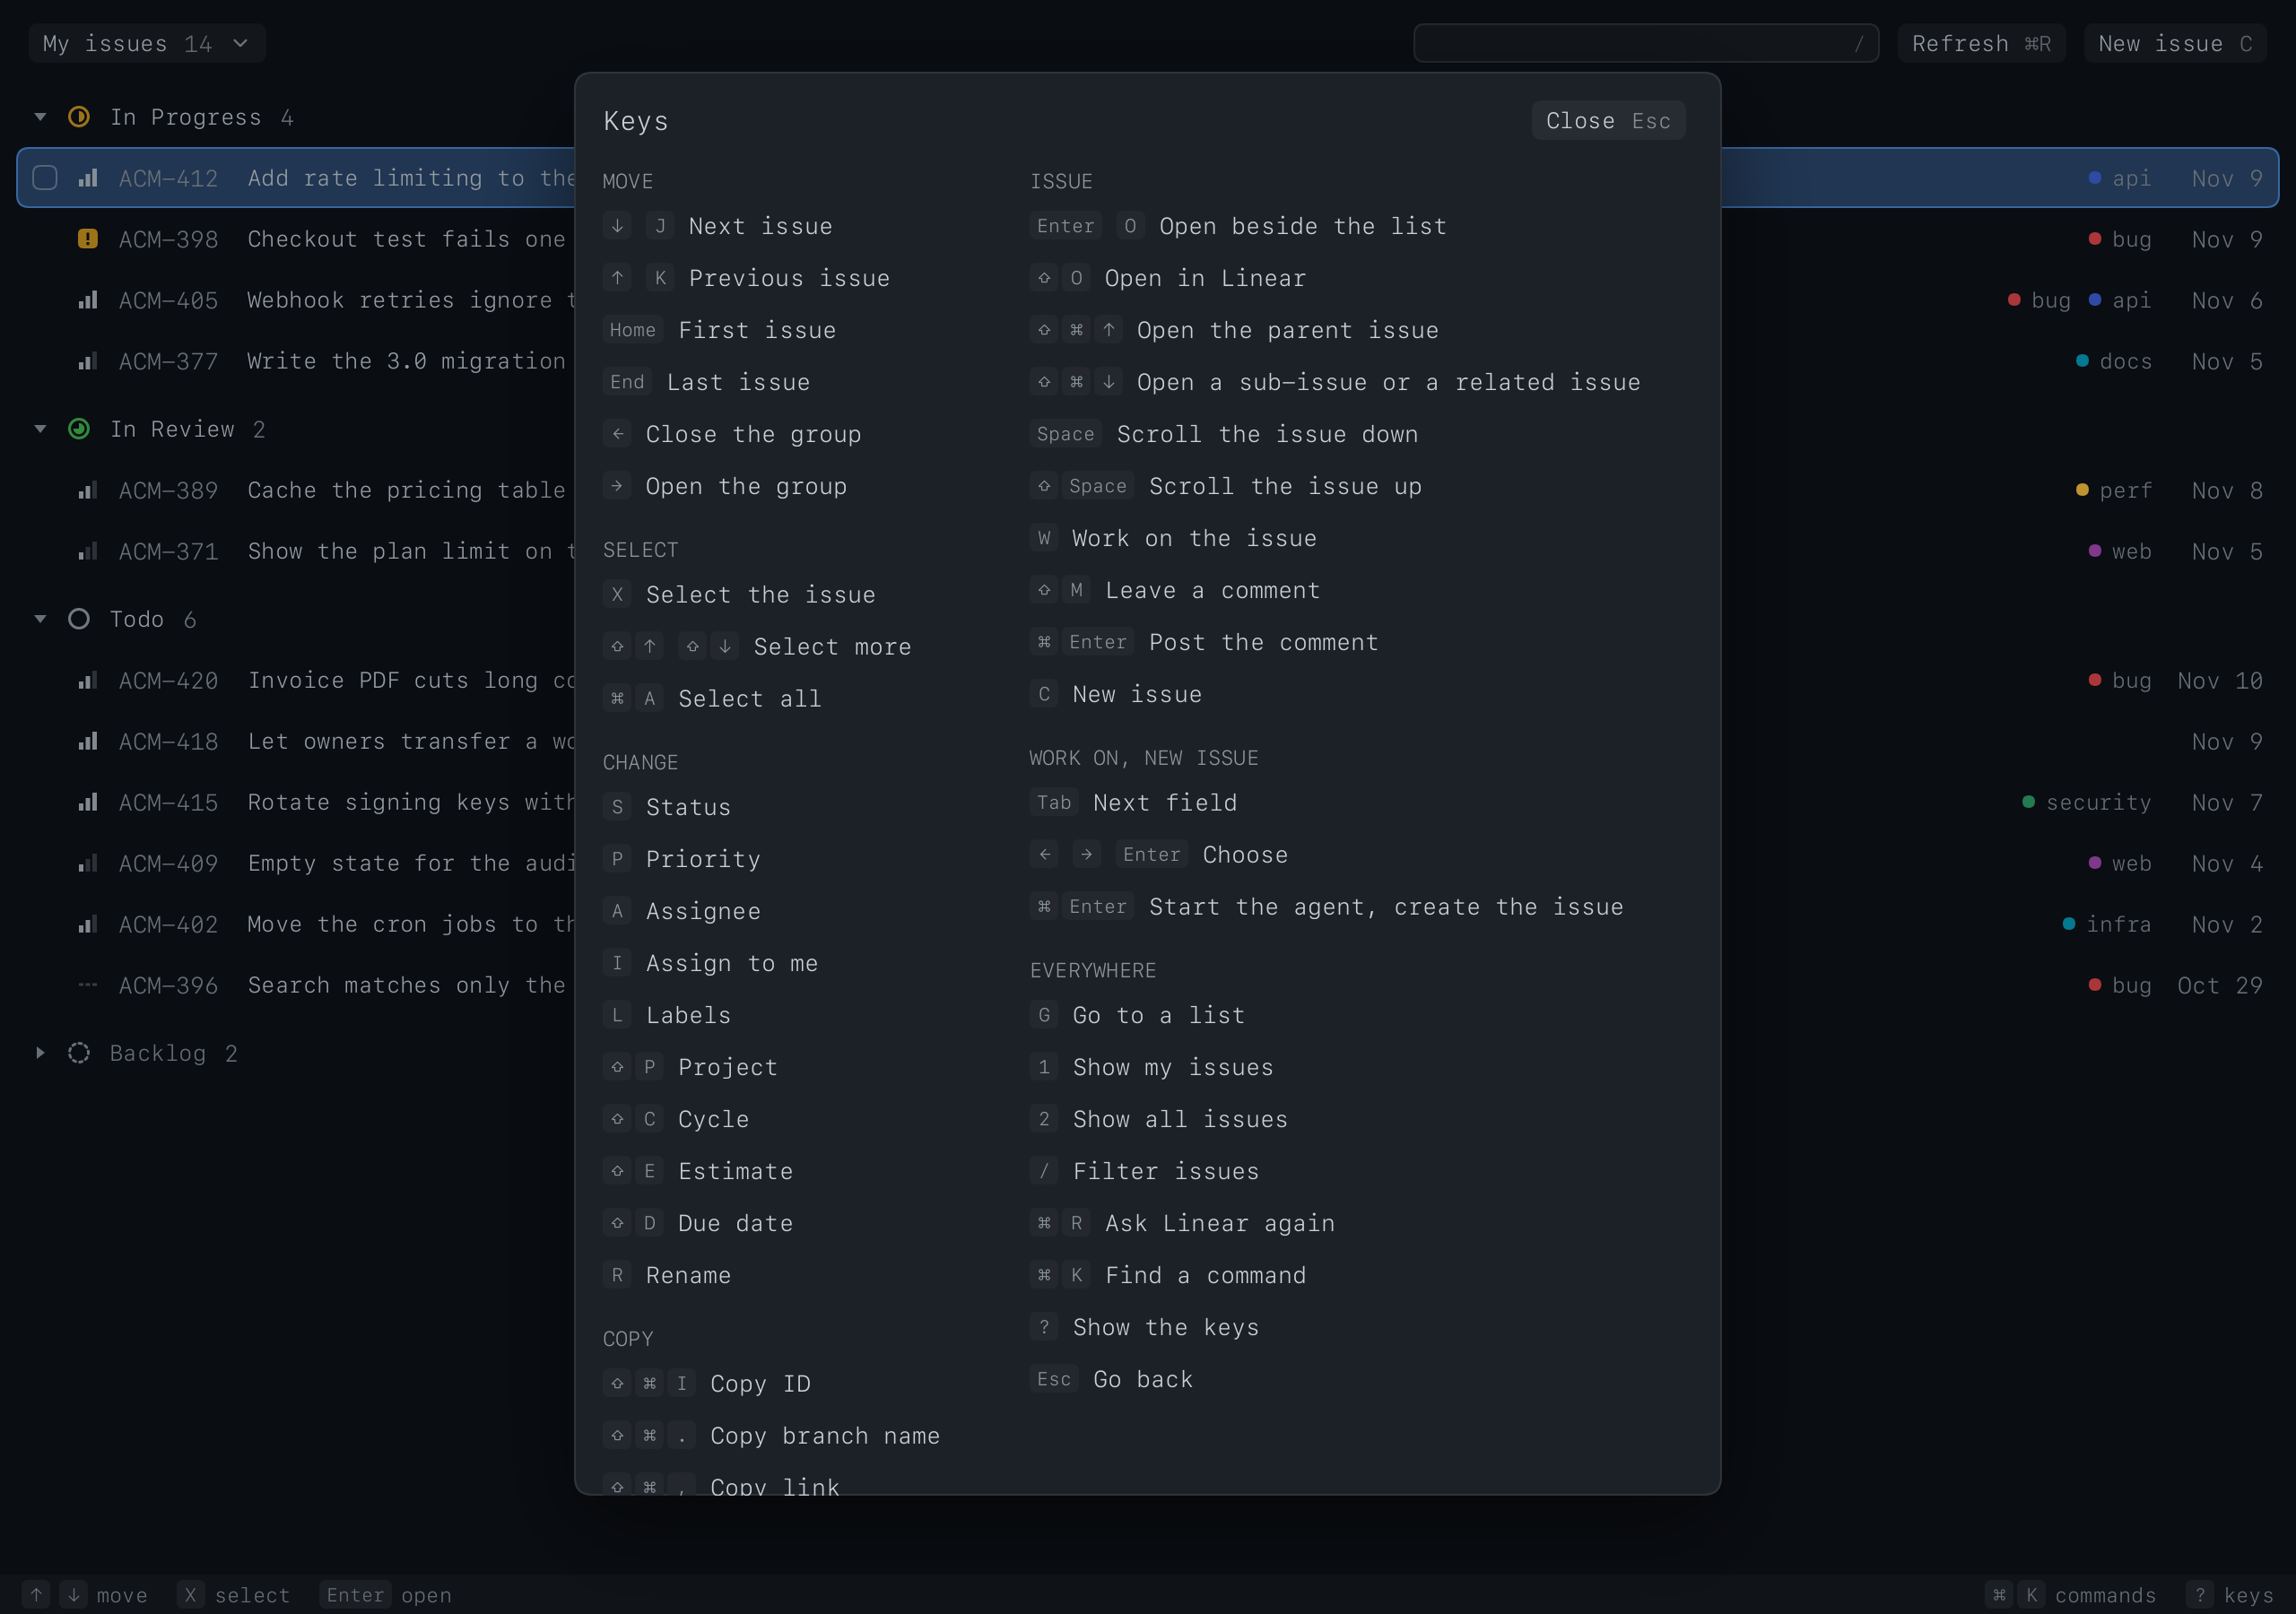 My issues 14
/
Refresh ⌘R
New issue C
In Progress 4
ACM-412 Add rate limiting to the
api Nov 9
ACM-398 Checkout test fails one
bug Nov 9
ACM-405 Webhook retries ignore
bug api Nov 6
ACM-377 Write the 3.0 migration
docs Nov 5
In Review 2
ACM-389 Cache the pricing table
perf Nov 8
ACM-371 Show the plan limit on
web Nov 5
Todo 6
ACM-420 Invoice PDF cuts long
bug Nov 10
ACM-418 Let owners transfer a
Nov 9
ACM-415 Rotate signing keys with
security Nov 7
ACM-409 Empty state for the
web Nov 4
ACM-402 Move the cron jobs to
infra Nov 2
ACM-396 Search matches only the
bug Oct 29
Backlog 2
Keys
Close Esc
MOVE
↓ J Next issue
↑ K Previous issue
Home First issue
End Last issue
← Close the group
→ Open the group
SELECT
X Select the issue
⇧ ↑ ⇧ ↓ Select more
⌘ A Select all
CHANGE
S Status
P Priority
A Assignee
I Assign to me
L Labels
⇧ P Project
⇧ C Cycle
⇧ E Estimate
⇧ D Due date
R Rename
COPY
⇧ ⌘ I Copy ID
⇧ ⌘ . Copy branch name
⇧ ⌘ , Copy link
ISSUE
Enter O Open beside the list
⇧ O Open in Linear
⇧ ⌘ ↑ Open the parent issue
⇧ ⌘ ↓ Open a sub-issue or a related issue
Space Scroll the issue down
⇧ Space Scroll the issue up
W Work on the issue
⇧ M Leave a comment
⌘ Enter Post the comment
C New issue
WORK ON, NEW ISSUE
Tab Next field
← → Enter Choose
⌘ Enter Start the agent, create the issue
EVERYWHERE
G Go to a list
1 Show my issues
2 Show all issues
/ Filter issues
⌘ R Ask Linear again
⌘ K Find a command
? Show the keys
Esc Go back
↑ ↓ move X select Enter open
⌘ K commands ? keys